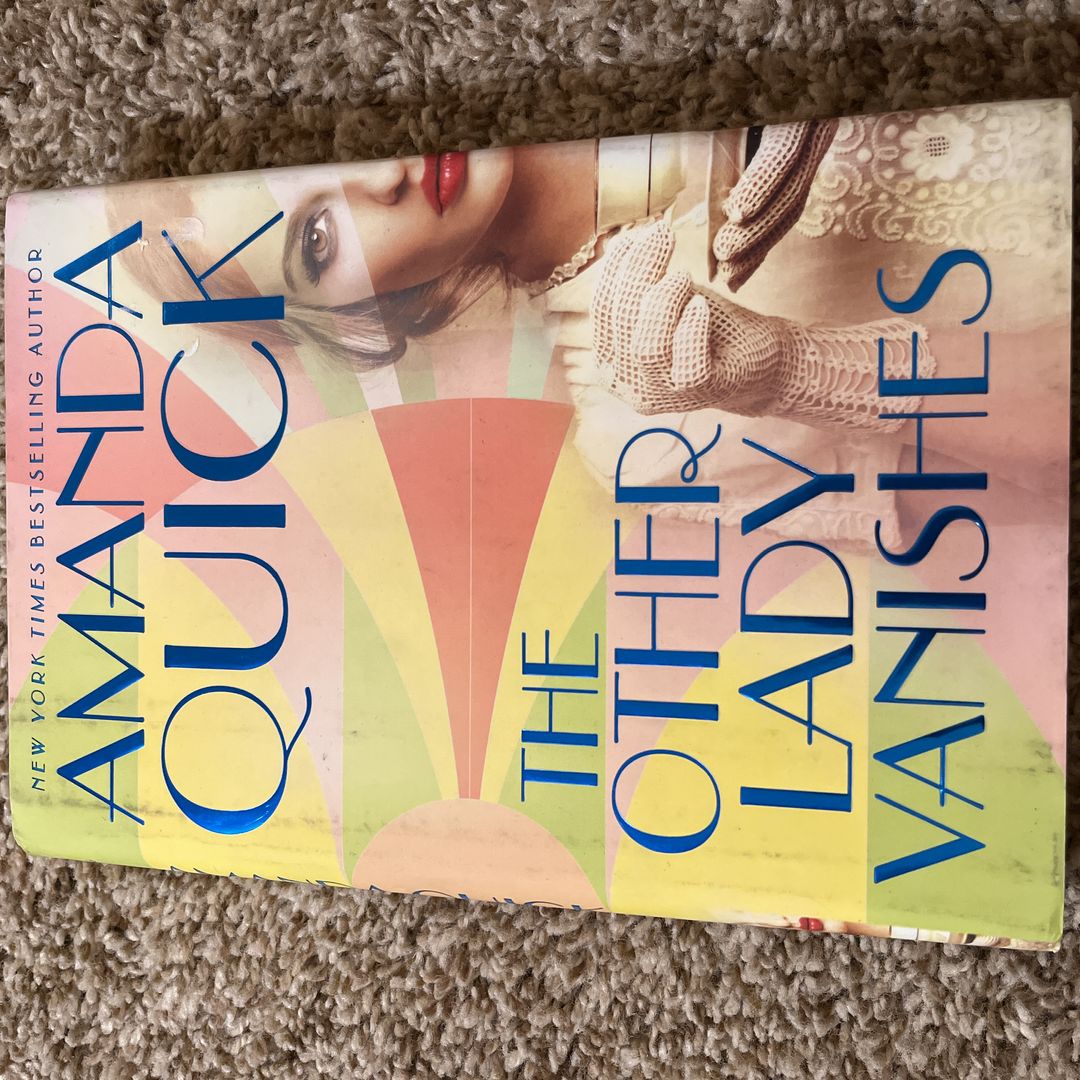 NEW YORK TIMES BESTSELLING AUTHOR
AMANDA
QUICK
THE
OTHER
LADY
VANISHES